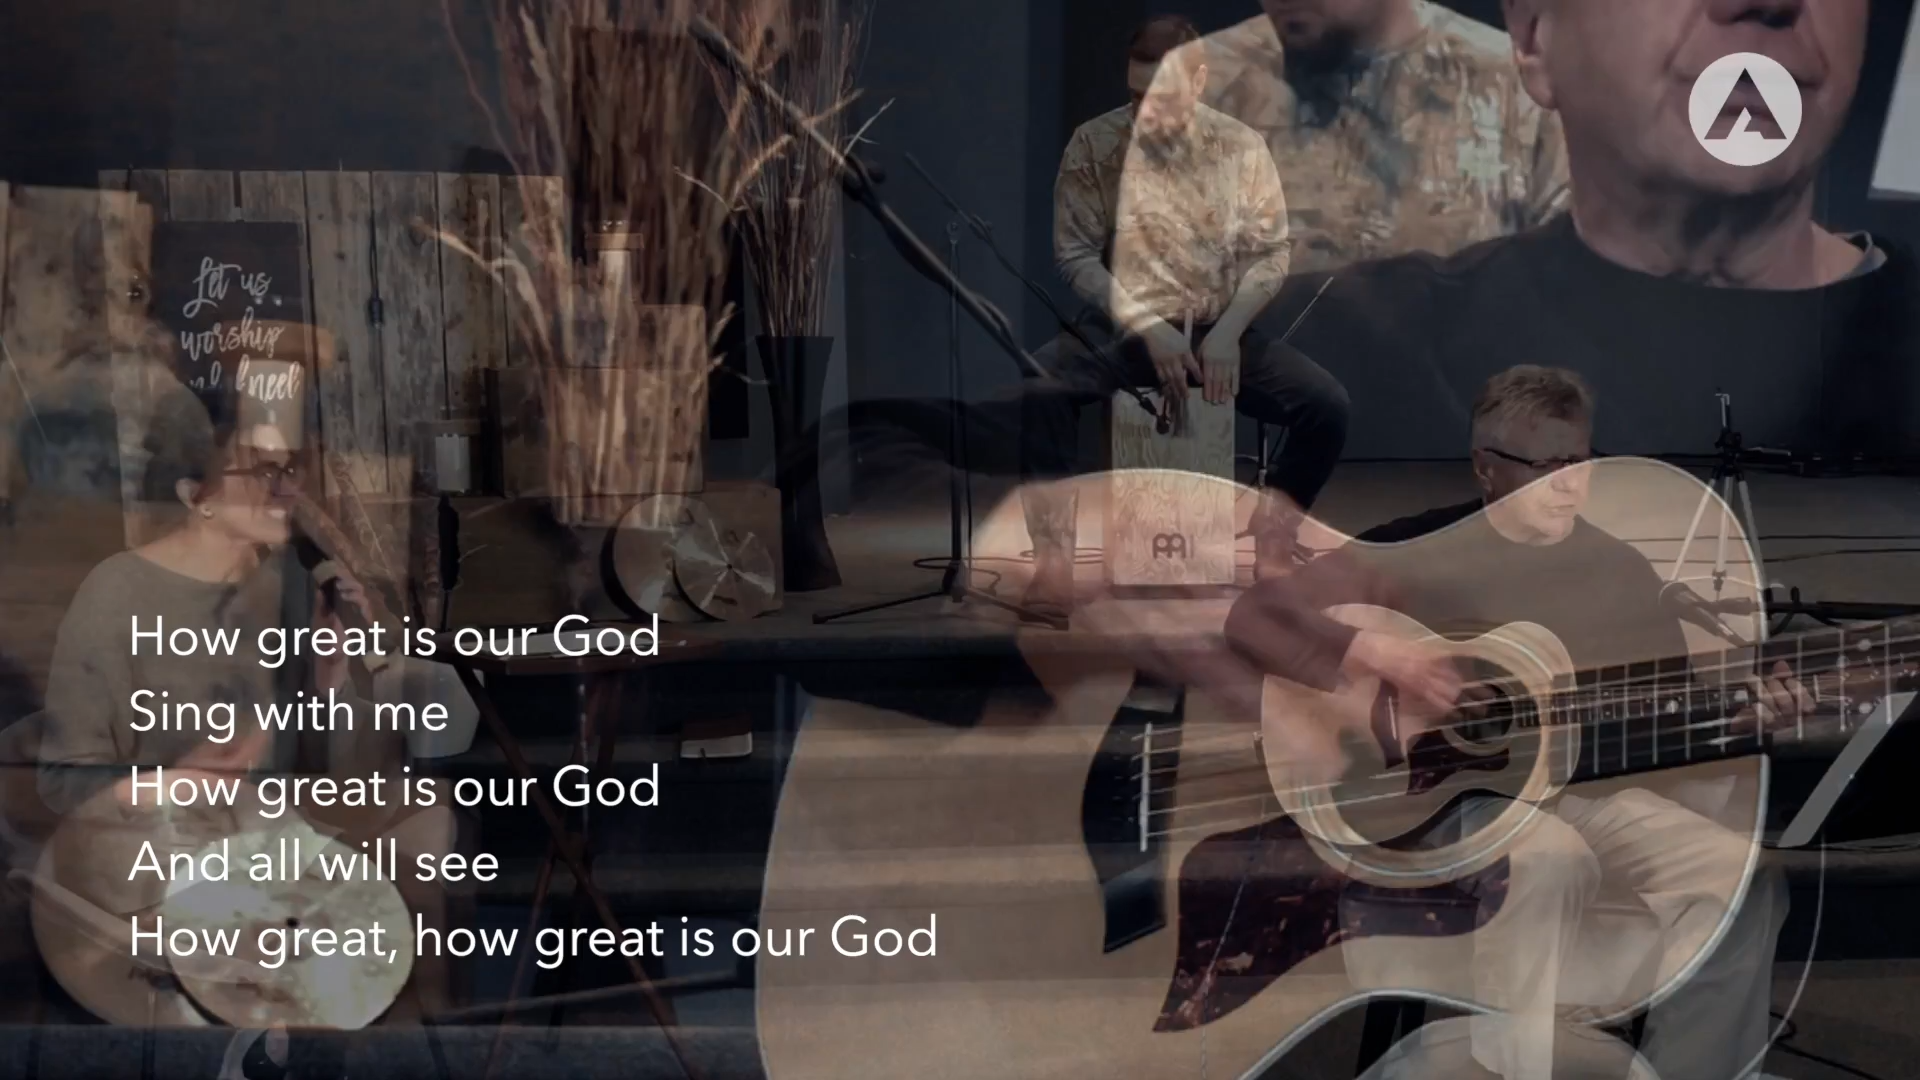 Let us
worship
kneel
How great is our God
Sing with me
How great is our God
And all will see
How great, how great is our God